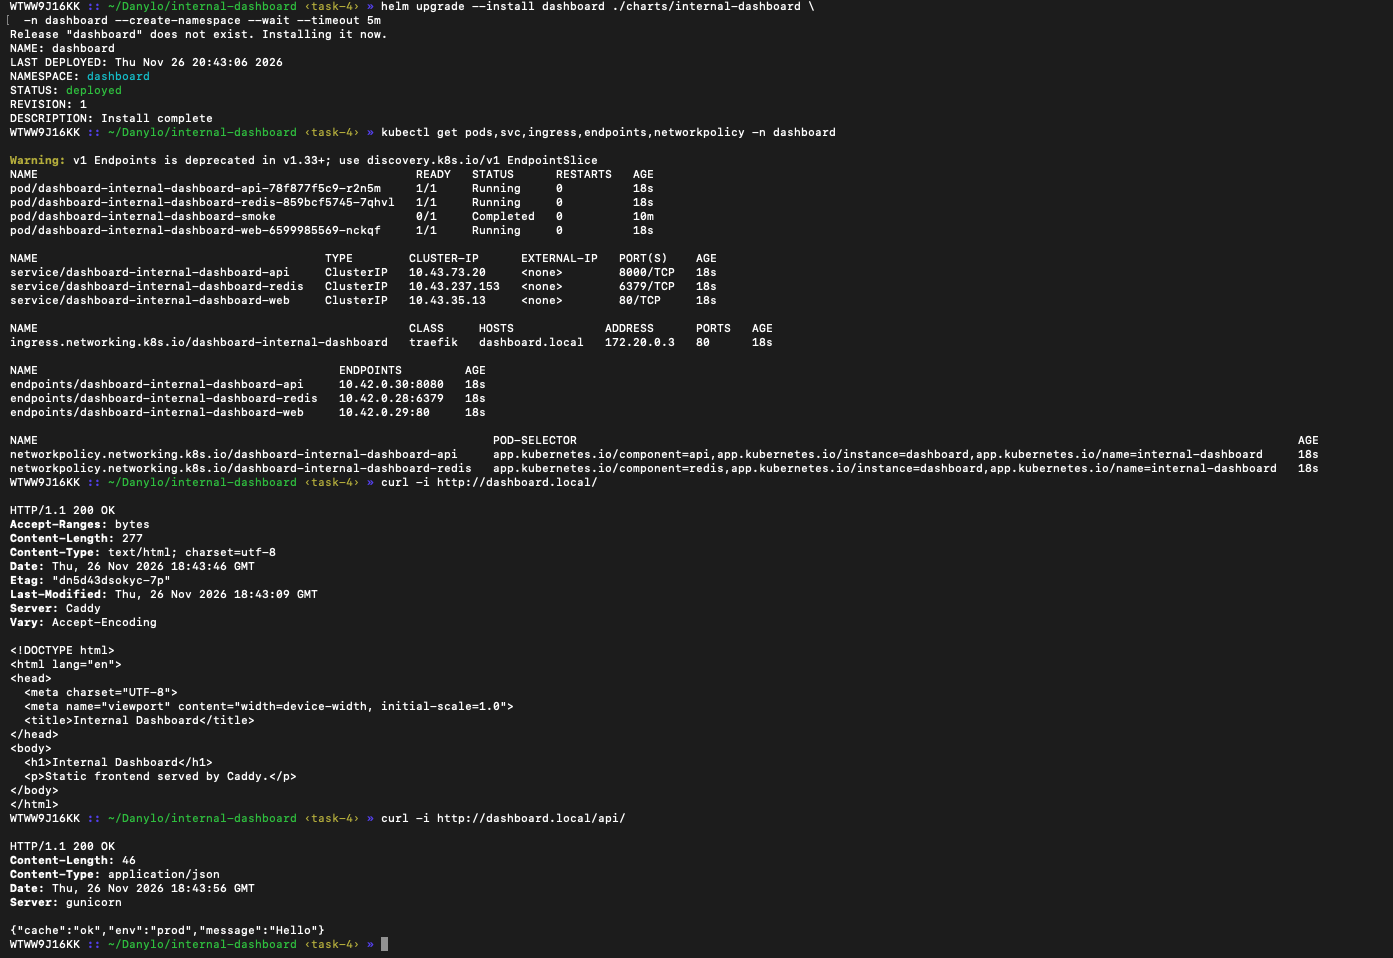 WTWW9J16KK :: ~/Danylo/internal-dashboard ‹task-4› » helm upgrade --install dashboard ./charts/internal-dashboard \
[  -n dashboard --create-namespace --wait --timeout 5m
Release "dashboard" does not exist. Installing it now.
NAME: dashboard
LAST DEPLOYED: Thu Nov 26 20:43:06 2026
NAMESPACE: dashboard
STATUS: deployed
REVISION: 1
DESCRIPTION: Install complete
WTWW9J16KK :: ~/Danylo/internal-dashboard ‹task-4› » kubectl get pods,svc,ingress,endpoints,networkpolicy -n dashboard
Warning: v1 Endpoints is deprecated in v1.33+; use discovery.k8s.io/v1 EndpointSlice
NAME READY STATUS RESTARTS AGE
pod/dashboard-internal-dashboard-api-78f877f5c9-r2n5m 1/1 Running 0 18s
pod/dashboard-internal-dashboard-redis-859bcf5745-7qhvl 1/1 Running 0 18s
pod/dashboard-internal-dashboard-smoke 0/1 Completed 0 10m
pod/dashboard-internal-dashboard-web-6599985569-nckqf 1/1 Running 0 18s
NAME TYPE CLUSTER-IP EXTERNAL-IP PORT(S) AGE
service/dashboard-internal-dashboard-api ClusterIP 10.43.73.20 <none> 8000/TCP 18s
service/dashboard-internal-dashboard-redis ClusterIP 10.43.237.153 <none> 6379/TCP 18s
service/dashboard-internal-dashboard-web ClusterIP 10.43.35.13 <none> 80/TCP 18s
NAME CLASS HOSTS ADDRESS PORTS AGE
ingress.networking.k8s.io/dashboard-internal-dashboard traefik dashboard.local 172.20.0.3 80 18s
NAME ENDPOINTS AGE
endpoints/dashboard-internal-dashboard-api 10.42.0.30:8080 18s
endpoints/dashboard-internal-dashboard-redis 10.42.0.28:6379 18s
endpoints/dashboard-internal-dashboard-web 10.42.0.29:80 18s
NAME POD-SELECTOR AGE
networkpolicy.networking.k8s.io/dashboard-internal-dashboard-api app.kubernetes.io/component=api,app.kubernetes.io/instance=dashboard,app.kubernetes.io/name=internal-dashboard 18s
networkpolicy.networking.k8s.io/dashboard-internal-dashboard-redis app.kubernetes.io/component=redis,app.kubernetes.io/instance=dashboard,app.kubernetes.io/name=internal-dashboard 18s
WTWW9J16KK :: ~/Danylo/internal-dashboard ‹task-4› » curl -i http://dashboard.local/
HTTP/1.1 200 OK
Accept-Ranges: bytes
Content-Length: 277
Content-Type: text/html; charset=utf-8
Date: Thu, 26 Nov 2026 18:43:46 GMT
Etag: "dn5d43dsokyc-7p"
Last-Modified: Thu, 26 Nov 2026 18:43:09 GMT
Server: Caddy
Vary: Accept-Encoding
<!DOCTYPE html>
<html lang="en">
<head>
  <meta charset="UTF-8">
  <meta name="viewport" content="width=device-width, initial-scale=1.0">
  <title>Internal Dashboard</title>
</head>
<body>
  <h1>Internal Dashboard</h1>
  <p>Static frontend served by Caddy.</p>
</body>
</html>
WTWW9J16KK :: ~/Danylo/internal-dashboard ‹task-4› » curl -i http://dashboard.local/api/
HTTP/1.1 200 OK
Content-Length: 46
Content-Type: application/json
Date: Thu, 26 Nov 2026 18:43:56 GMT
Server: gunicorn
{"cache":"ok","env":"prod","message":"Hello"}
WTWW9J16KK :: ~/Danylo/internal-dashboard ‹task-4› »